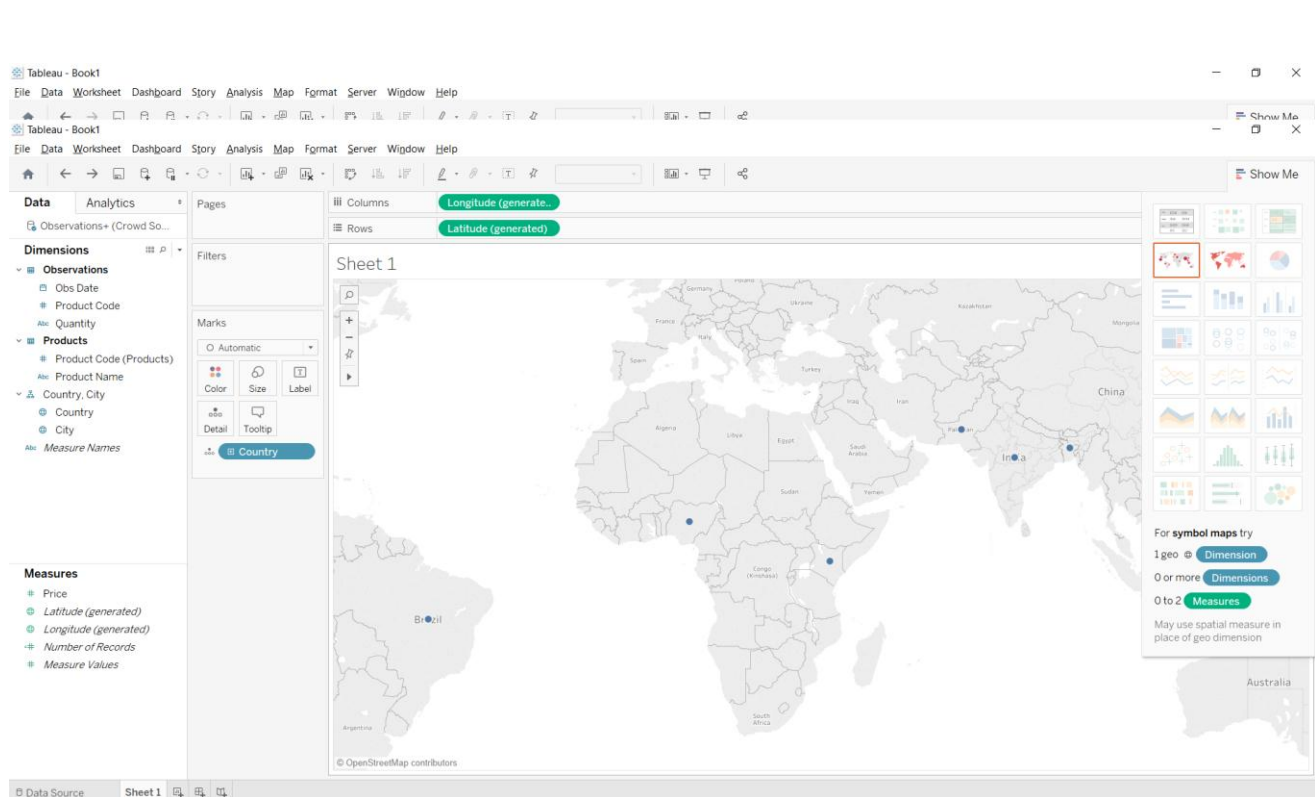 Tableau - Book1
File Data Worksheet Dashboard Story Analysis Map Format Server Window Help
Show Me
Tableau - Book1
File Data Worksheet Dashboard Story Analysis Map Format Server Window Help
Show Me
Data Analytics
Observations+ (Crowd So...
Dimensions
Observations
Obs Date
Product Code
Abc Quantity
Products
Product Code (Products)
Abc Product Name
Country, City
Country
City
Abc Measure Names
Measures
Price
Latitude (generated)
Longitude (generated)
Number of Records
Measure Values
Pages
Filters
Marks
Automatic
Color Size Label
Detail Tooltip
Country
Columns Longitude (generate..
Rows Latitude (generated)
Sheet 1
Germany
Ukraine
Kazakhstan
Mongolia
France
Italy
Spain
Turkey
China
Iraq
Iran
Algeria
Libya
Egypt
Saudi
Arabia
Sudan
Yemen
Congo
(Kinshasa)
South
Africa
Argentina
Australia
© OpenStreetMap contributors
For symbol maps try
1 geo Dimension
0 or more Dimensions
0 to 2 Measures
May use spatial measure in
place of geo dimension
Data Source Sheet 1